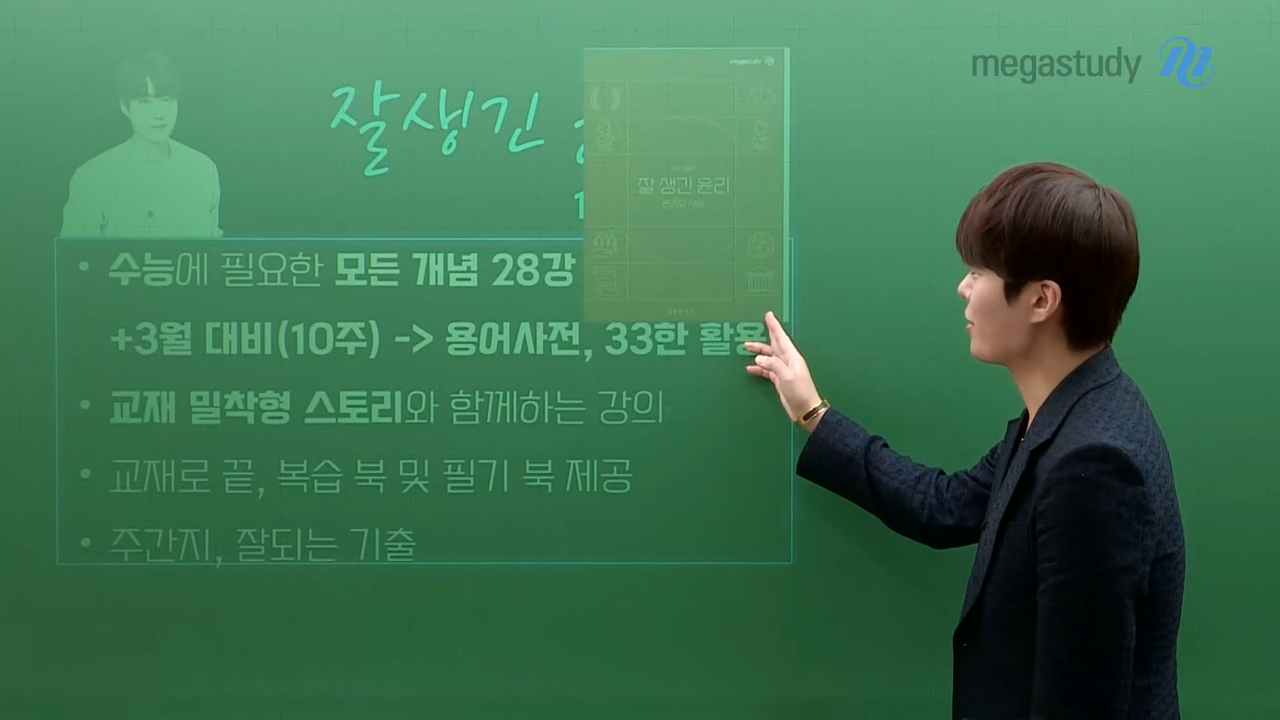 megastudy
잘생긴
megastudy
잘 생긴 윤리
수능에 필요한 모든 개념 28강
+3월 대비(10주) -> 용어사전, 33한 활용
교재 밀착형 스토리와 함께하는 강의
교재로 끝, 복습 북 및 필기 북 제공
주간지, 잘되는 기출